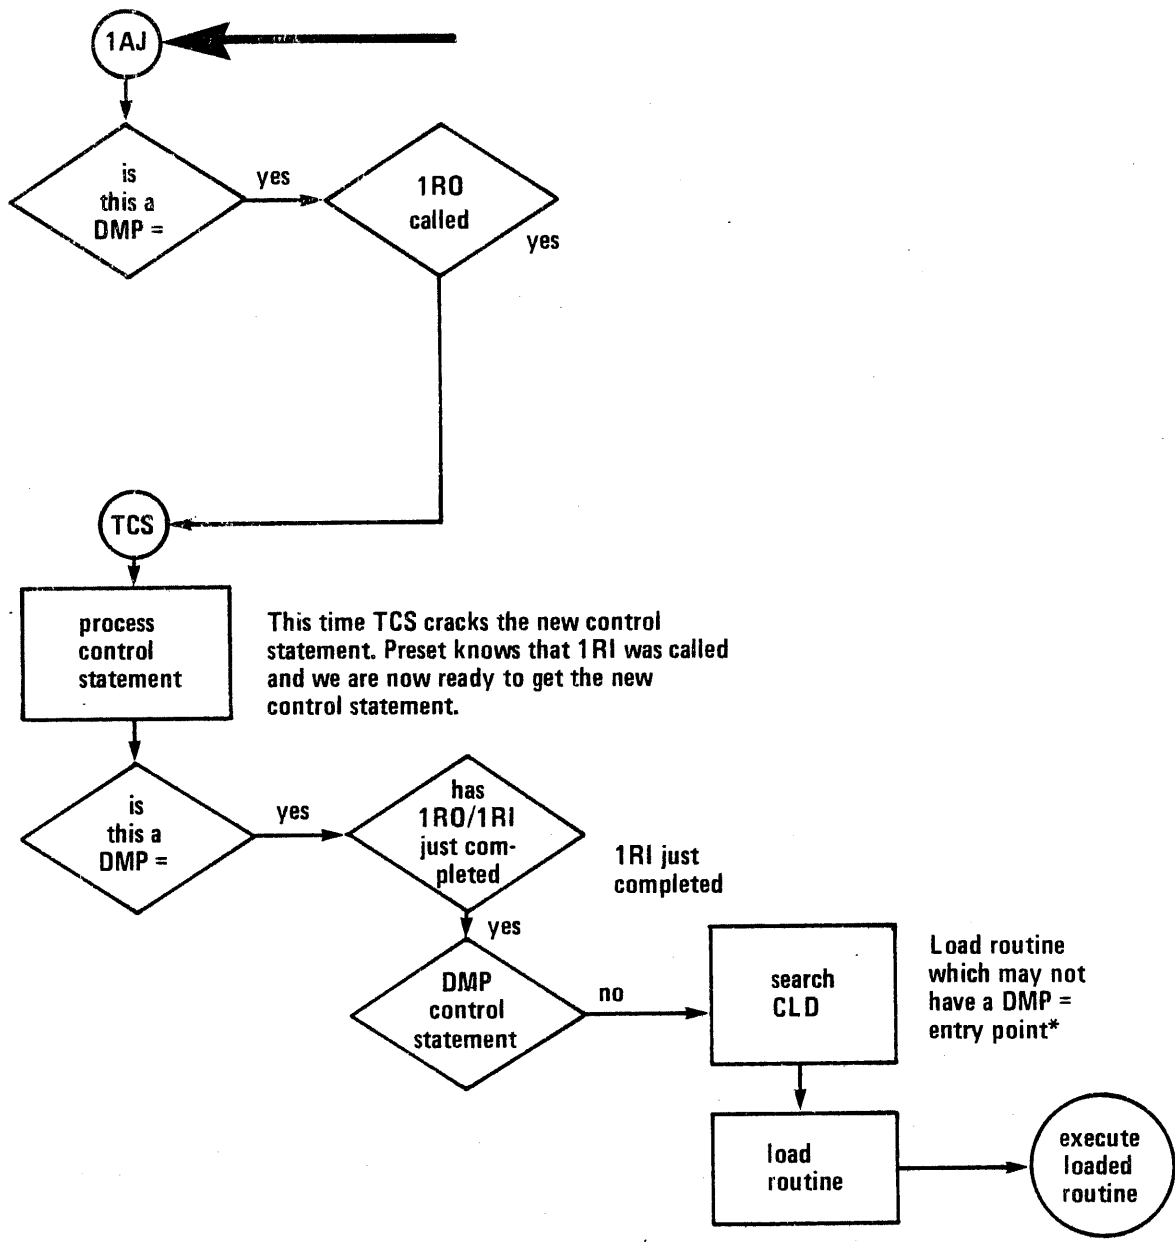 1AJ
is
this a
DMP =
yes
1RO
called
yes
TCS
process
control
statement
This time TCS cracks the new control
statement. Preset knows that 1RI was called
and we are now ready to get the new
control statement.
is
this a
DMP =
yes
has
1RO/1RI
just com-
pleted
1RI just
completed
yes
DMP
control
statement
no
search
CLD
Load routine
which may not
have a DMP =
entry point*
load
routine
execute
loaded
routine